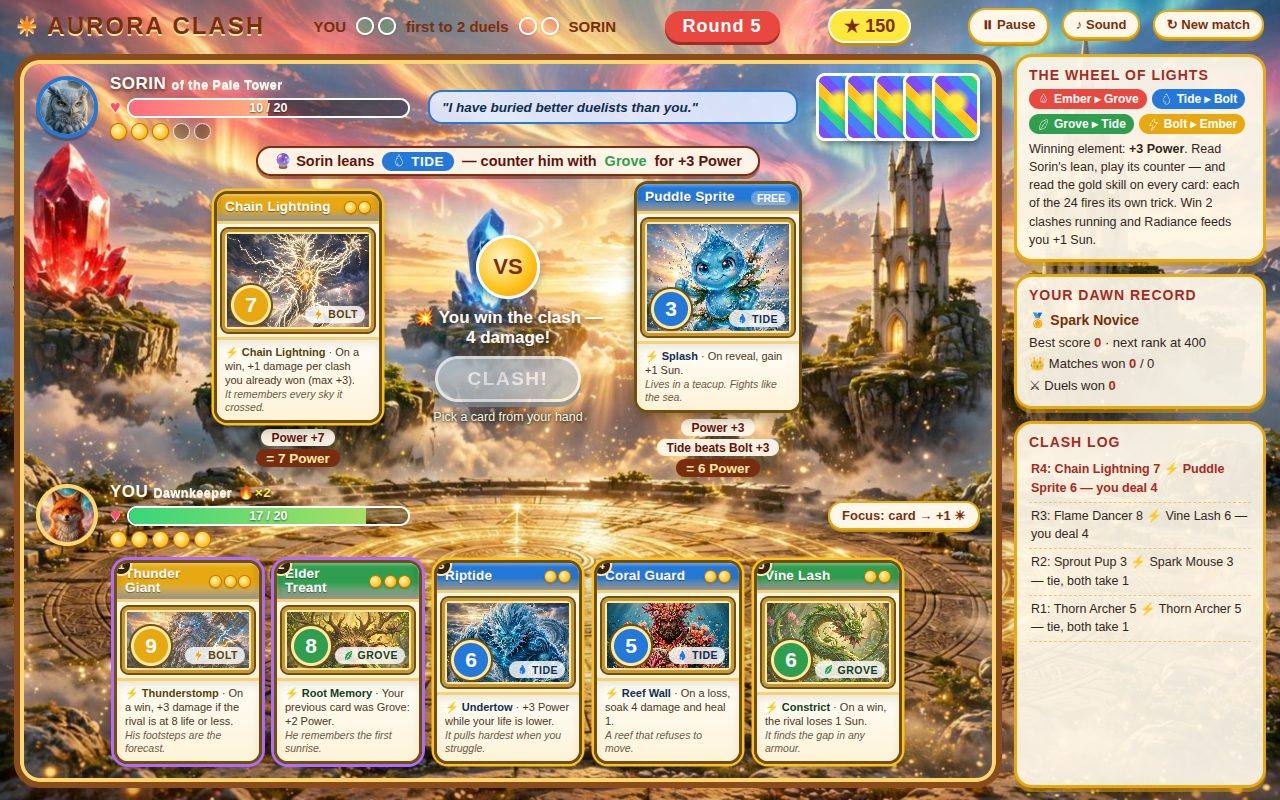 AURORA CLASH
YOU first to 2 duels SORIN
Round 5
★ 150
⏸ Pause
♪ Sound
↻ New match
SORIN of the Pale Tower
10 / 20
"I have buried better duelists than you."
🔮 Sorin leans TIDE — counter him with Grove for +3 Power
Chain Lightning
7
BOLT
⚡ Chain Lightning · On a
win, +1 damage per clash
you already won (max +3).
It remembers every sky it
crossed.
Power +7
= 7 Power
VS
💥 You win the clash —
4 damage!
CLASH!
Pick a card from your hand
Puddle Sprite FREE
3
TIDE
⚡ Splash · On reveal, gain
+1 Sun.
Lives in a teacup. Fights like
the sea.
Power +3
Tide beats Bolt +3
= 6 Power
YOU Dawnkeeper 🔥×2
17 / 20
Focus: card → +1 ☀
Thunder
Giant
9
BOLT
⚡ Thunderstomp · On
a win, +3 damage if the
rival is at 8 life or less.
His footsteps are the
forecast.
Elder
Treant
8
GROVE
⚡ Root Memory · Your
previous card was Grove:
+2 Power.
He remembers the first
sunrise.
Riptide
6
TIDE
⚡ Undertow · +3 Power
while your life is lower.
It pulls hardest when you
struggle.
Coral Guard
5
TIDE
⚡ Reef Wall · On a loss,
soak 4 damage and heal
1.
A reef that refuses to
move.
Vine Lash
6
GROVE
⚡ Constrict · On a win,
the rival loses 1 Sun.
It finds the gap in any
armour.
THE WHEEL OF LIGHTS
Ember ▸ Grove
Tide ▸ Bolt
Grove ▸ Tide
Bolt ▸ Ember
Winning element: +3 Power. Read
Sorin's lean, play its counter — and
read the gold skill on every card: each
of the 24 fires its own trick. Win 2
clashes running and Radiance feeds
you +1 Sun.
YOUR DAWN RECORD
🏅 Spark Novice
Best score 0 · next rank at 400
👑 Matches won 0 / 0
⚔ Duels won 0
CLASH LOG
R4: Chain Lightning 7 ⚡ Puddle
Sprite 6 — you deal 4
R3: Flame Dancer 8 ⚡ Vine Lash 6 —
you deal 4
R2: Sprout Pup 3 ⚡ Spark Mouse 3
— tie, both take 1
R1: Thorn Archer 5 ⚡ Thorn Archer 5
— tie, both take 1